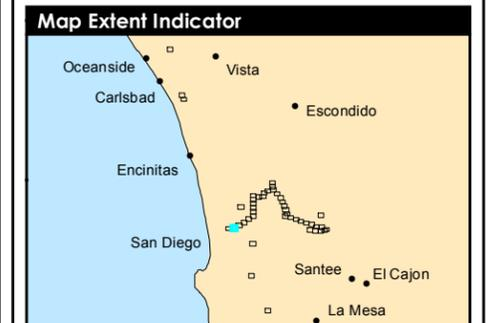 Map Extent Indicator
Oceanside
Vista
Carlsbad
Escondido
Encinitas
San Diego
Santee
El Cajon
La Mesa